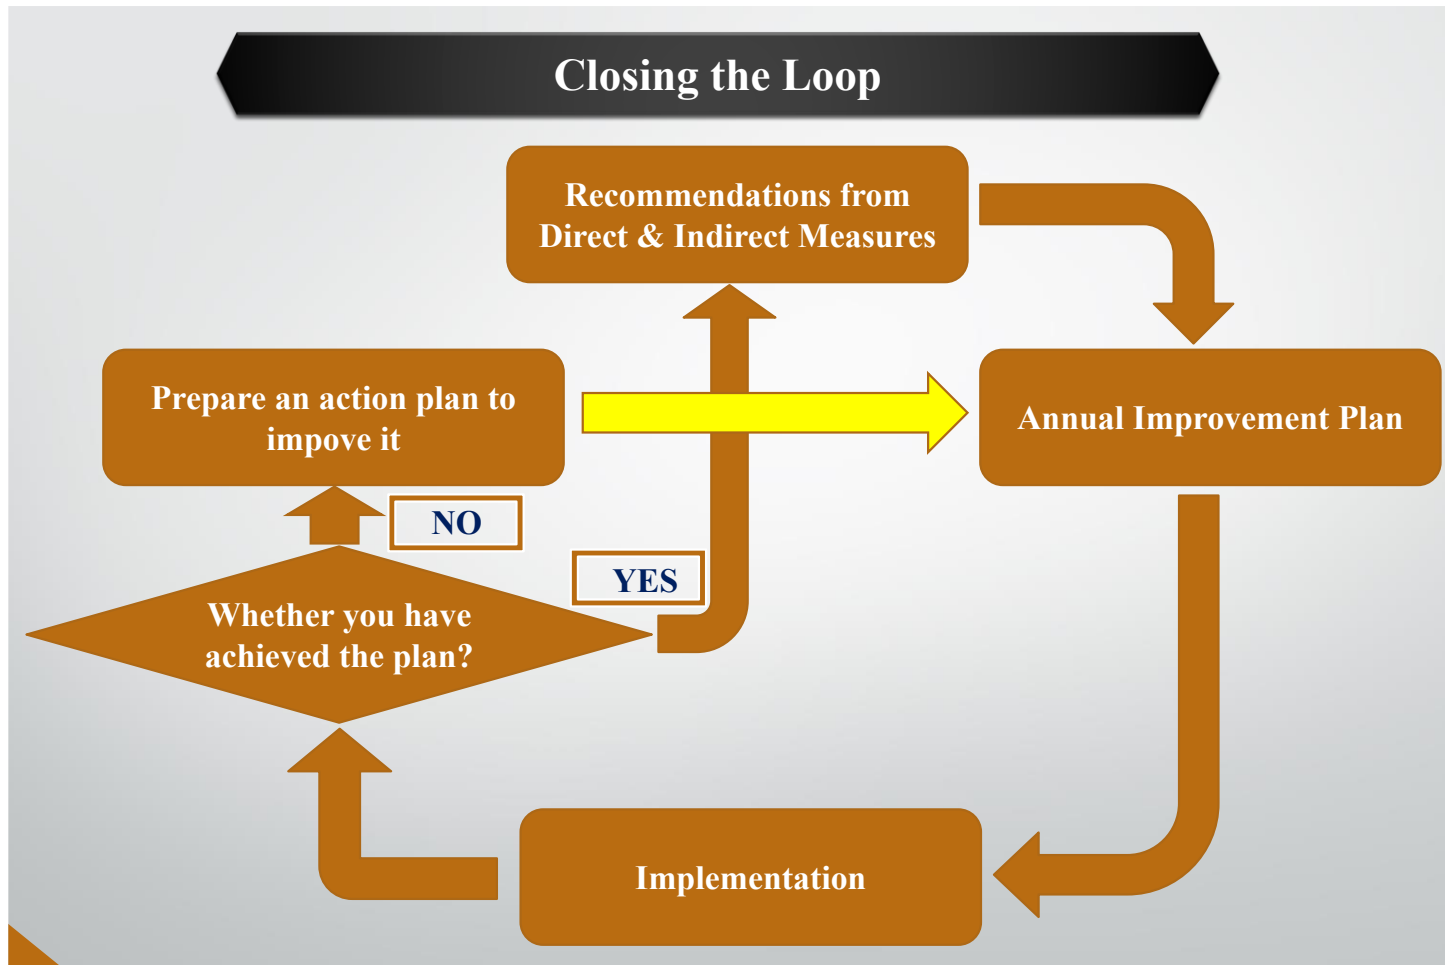 Closing the Loop
Recommendations from
Direct & Indirect Measures
Prepare an action plan to
impove it
Annual Improvement Plan
NO
YES
Whether you have
achieved the plan?
Implementation